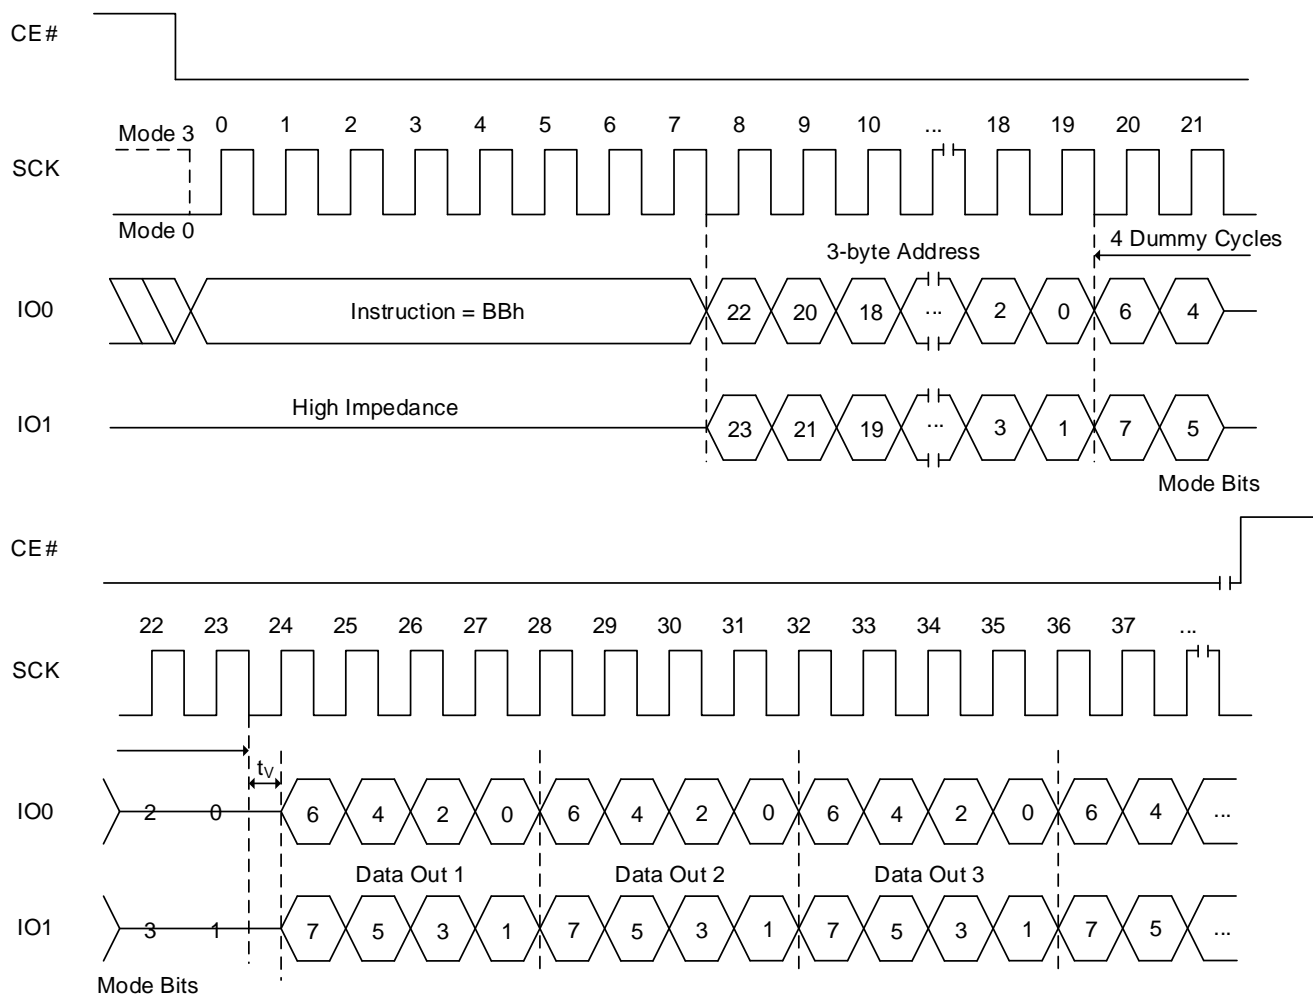 CE#
Mode 3 0 1 2 3 4 5 6 7 8 9 10 ... 18 19 20 21
SCK
Mode 0
3-byte Address 4 Dummy Cycles
IO0 Instruction = BBh 22 20 18 ... 2 0 6 4
High Impedance
IO1 23 21 19 ... 3 1 7 5
Mode Bits
CE#
22 23 24 25 26 27 28 29 30 31 32 33 34 35 36 37 ...
SCK
tV
IO0 2 0 6 4 2 0 6 4 2 0 6 4 2 0 6 4 ...
Data Out 1 Data Out 2 Data Out 3
IO1 3 1 7 5 3 1 7 5 3 1 7 5 3 1 7 5 ...
Mode Bits